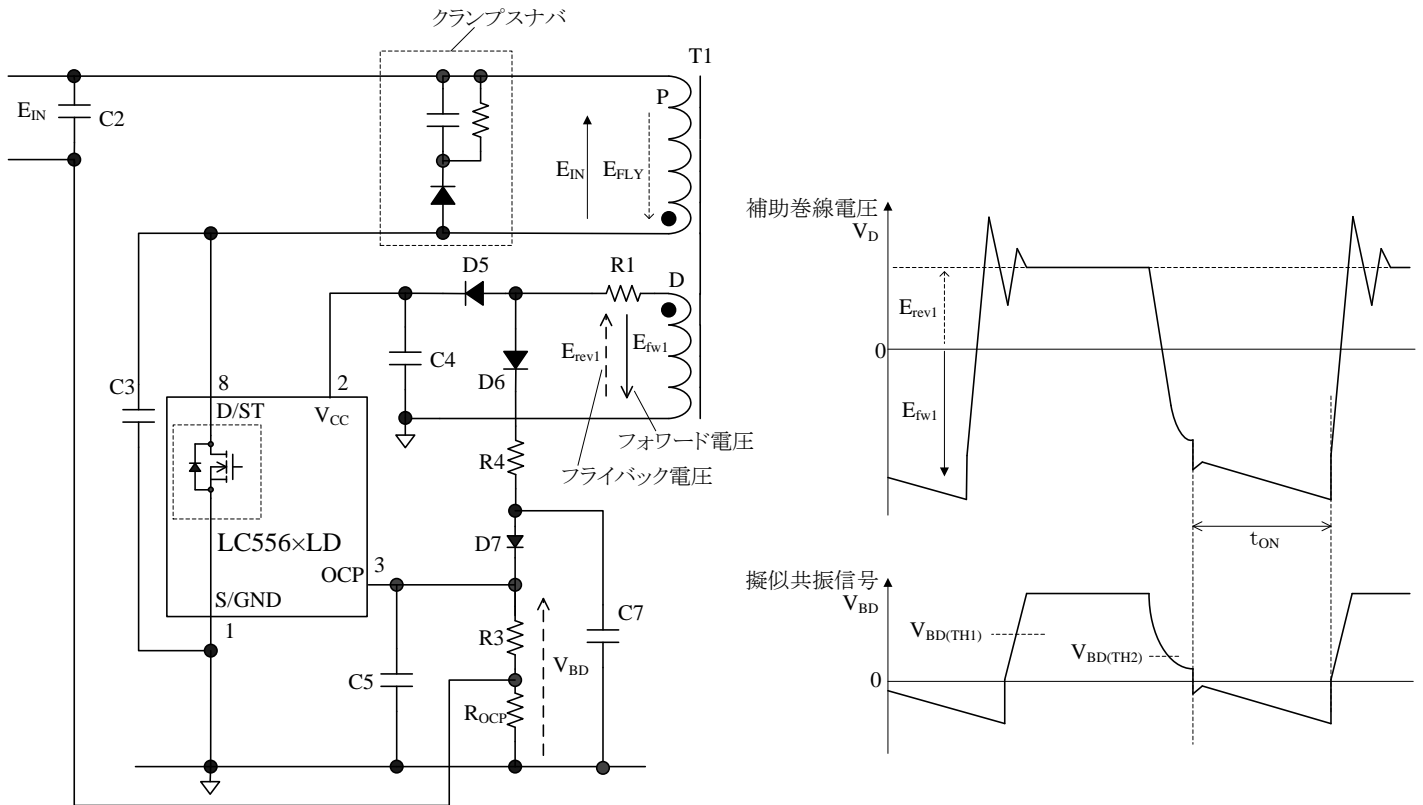 クランプスナバ
T1
P
E_IN
C2
E_IN
E_FLY
D5
R1
D
C4
D6
E_rev1
E_fw1
C3
8
2
D/ST
V_CC
フォワード電圧
フライバック電圧
R4
LC556×LD
D7
OCP
3
S/GND
1
R3
C7
V_BD
C5
R_OCP
補助巻線電圧
V_D
E_rev1
0
E_fw1
t_ON
擬似共振信号
V_BD
V_BD(TH1)
V_BD(TH2)
0